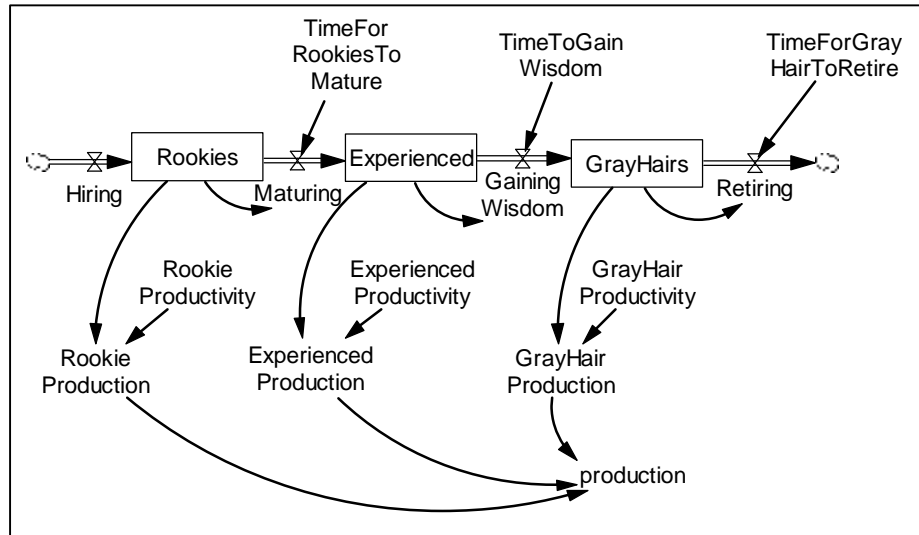 TimeFor
RookiesTo
Mature
TimeToGain
Wisdom
TimeForGray
HairToRetire
Rookies
Experienced
GrayHairs
Hiring
Maturing
Gaining
Wisdom
Retiring
Rookie
Productivity
Experienced
Productivity
GrayHair
Productivity
Rookie
Production
Experienced
Production
GrayHair
Production
production